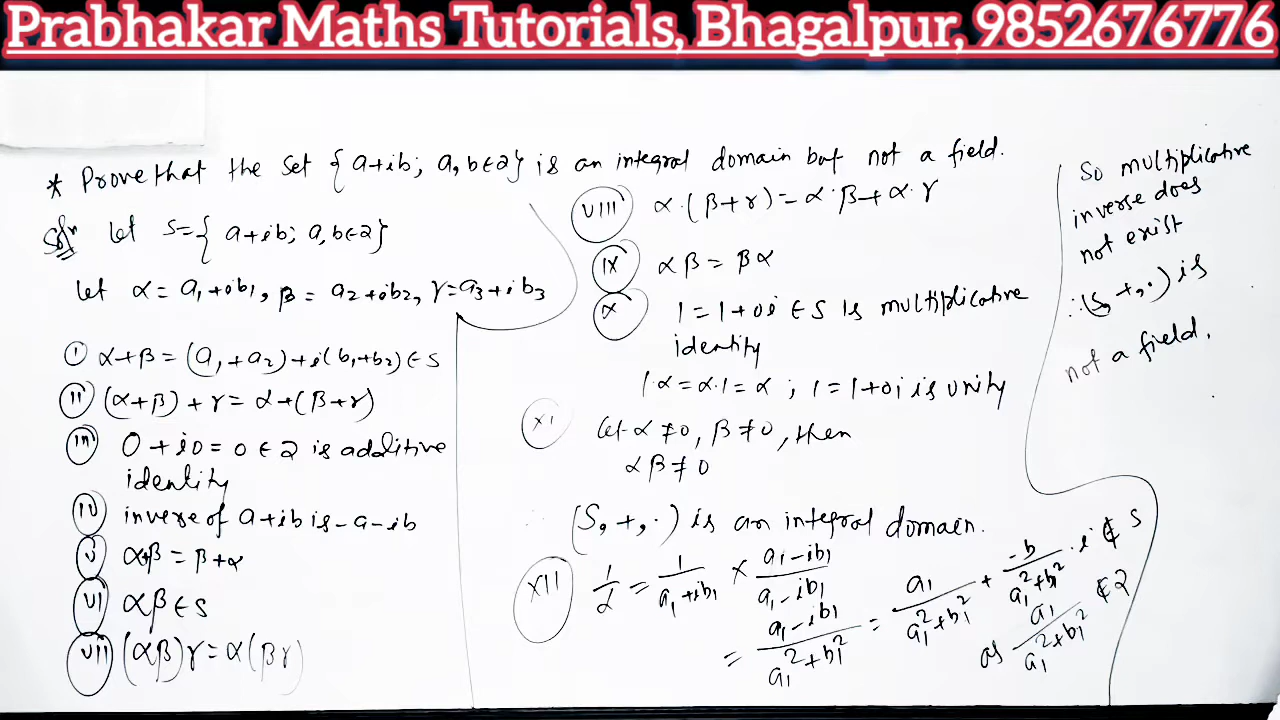 Prabhakar Maths Tutorials, Bhagalpur, 9852676776
* Prove that the set {a+ib; a, b∈2} is an integral domain but not a field.
Solⁿ Let S={ a+ib; a, b∈2}
Let α = a₁+ib₁, β = a₂+ib₂, γ=a₃+ib₃
(i) α+β = (a₁+a₂)+i(b₁+b₂) ∈ S
(ii) (α+β)+γ = α+(β+γ)
(iii) 0+i0=0 ∈ 2 is additive
identity
(iv) inverse of a+ib is -a-ib
(v) α+β = β+α
(vi) αβ ∈ S
(vii) (αβ)γ = α(βγ)
(viii) α·(β+γ) = α·β+α·γ
(ix) αβ = βα
(x) 1=1+0i ∈ S is multiplicative
identity
1·α = α·1 = α ; 1=1+0i is unity
(xi) Let α≠0, β≠0, then
αβ≠0
∴ (S, +, ·) is an integral domain.
(xii) 1/α = 1/(a₁+ib₁) × (a₁-ib₁)/(a₁-ib₁)
= (a₁-ib₁)/(a₁²+b₁²) = a₁/(a₁²+b₁²) + -b/(a₁²+b₁²)·i ∉ S
as a₁/(a₁²+b₁²) ∉ 2
So multiplicative
inverse does
not exist
∴ (S, +, ·) is
not a field.